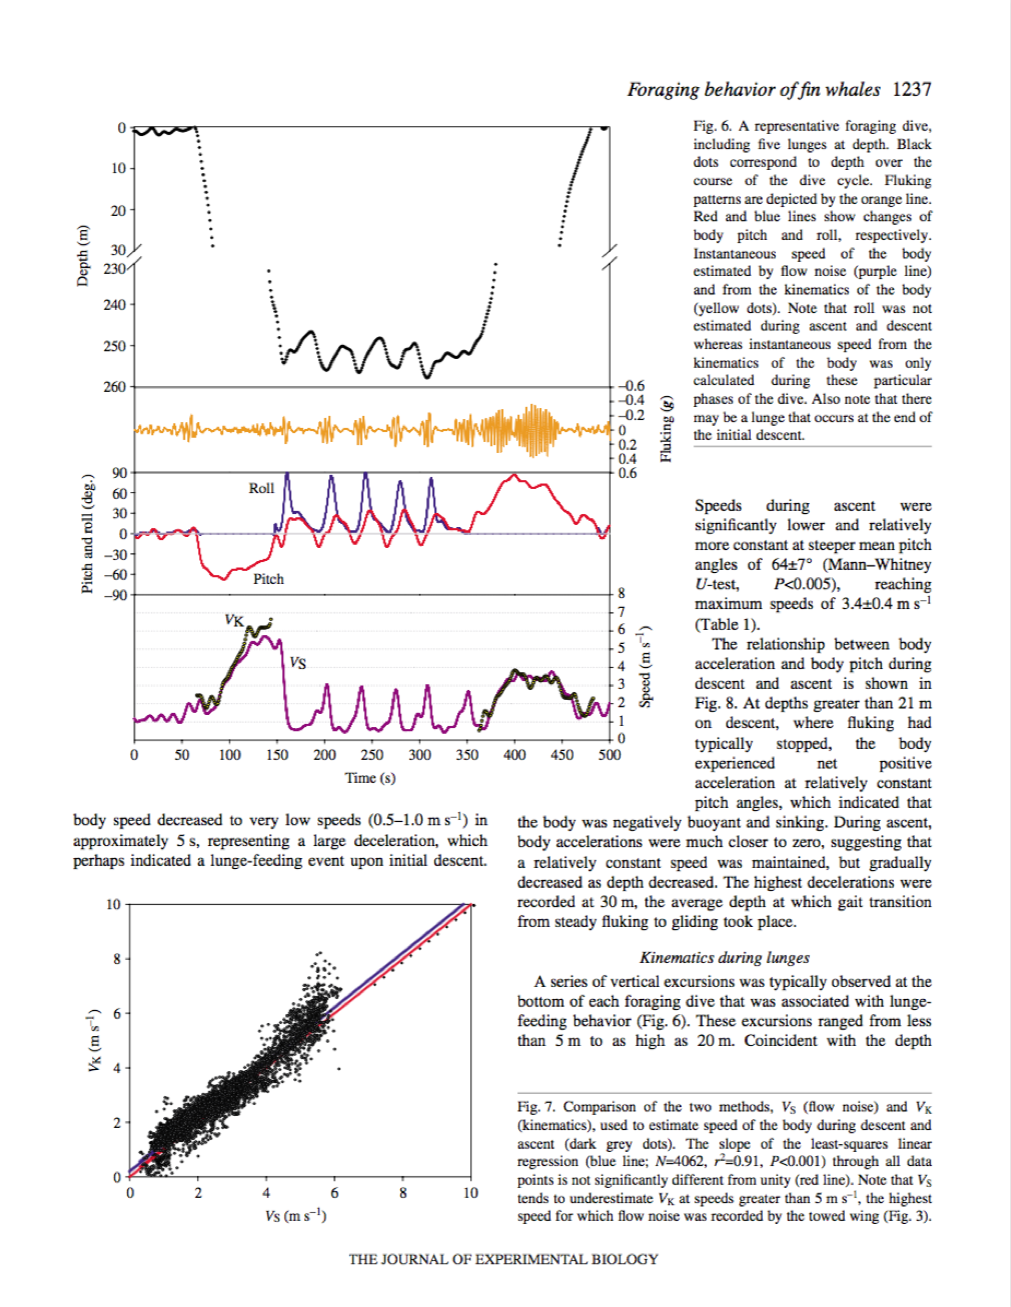 Foraging behavior of fin whales 1237
0
10
20
30
230
240
250
260
Depth (m)
–0.6
–0.4
–0.2
0
0.2
0.4
0.6
Fluking (g)
90
60
30
0
–30
–60
–90
Pitch and roll (deg.)
Roll
Pitch
8
7
6
5
4
3
2
1
0
Speed (m s–1)
VK
VS
0 50 100 150 200 250 300 350 400 450 500
Time (s)
Fig. 6. A representative foraging dive,
including five lunges at depth. Black
dots correspond to depth over the
course of the dive cycle. Fluking
patterns are depicted by the orange line.
Red and blue lines show changes of
body pitch and roll, respectively.
Instantaneous speed of the body
estimated by flow noise (purple line)
and from the kinematics of the body
(yellow dots). Note that roll was not
estimated during ascent and descent
whereas instantaneous speed from the
kinematics of the body was only
calculated during these particular
phases of the dive. Also note that there
may be a lunge that occurs at the end of
the initial descent.
body speed decreased to very low speeds (0.5–1.0 m s–1) in
approximately 5 s, representing a large deceleration, which
perhaps indicated a lunge-feeding event upon initial descent.
10
8
6
4
2
0
VK (m s–1)
0 2 4 6 8 10
VS (m s–1)
Speeds during ascent were
significantly lower and relatively
more constant at steeper mean pitch
angles of 64±7° (Mann–Whitney
U-test, P<0.005), reaching
maximum speeds of 3.4±0.4 m s–1
(Table 1).
The relationship between body
acceleration and body pitch during
descent and ascent is shown in
Fig. 8. At depths greater than 21 m
on descent, where fluking had
typically stopped, the body
experienced net positive
acceleration at relatively constant
pitch angles, which indicated that
the body was negatively buoyant and sinking. During ascent,
body accelerations were much closer to zero, suggesting that
a relatively constant speed was maintained, but gradually
decreased as depth decreased. The highest decelerations were
recorded at 30 m, the average depth at which gait transition
from steady fluking to gliding took place.
Kinematics during lunges
A series of vertical excursions was typically observed at the
bottom of each foraging dive that was associated with lunge-
feeding behavior (Fig. 6). These excursions ranged from less
than 5 m to as high as 20 m. Coincident with the depth
Fig. 7. Comparison of the two methods, VS (flow noise) and VK
(kinematics), used to estimate speed of the body during descent and
ascent (dark grey dots). The slope of the least-squares linear
regression (blue line; N=4062, r2=0.91, P<0.001) through all data
points is not significantly different from unity (red line). Note that VS
tends to underestimate VK at speeds greater than 5 m s–1, the highest
speed for which flow noise was recorded by the towed wing (Fig. 3).
THE JOURNAL OF EXPERIMENTAL BIOLOGY